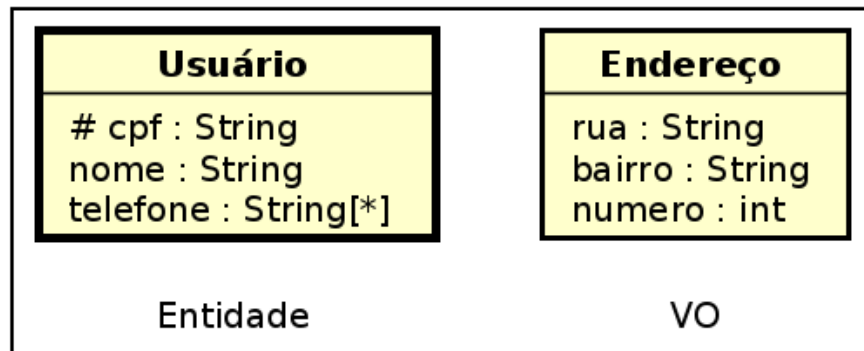 Usuário
# cpf : String
nome : String
telefone : String[*]
Entidade
Endereço
rua : String
bairro : String
numero : int
VO